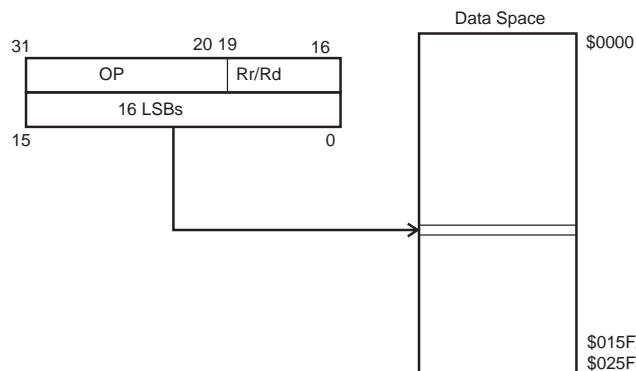 Data Space
31 20 19 16
$0000
OP Rr/Rd
16 LSBs
15 0
$015F
$025F